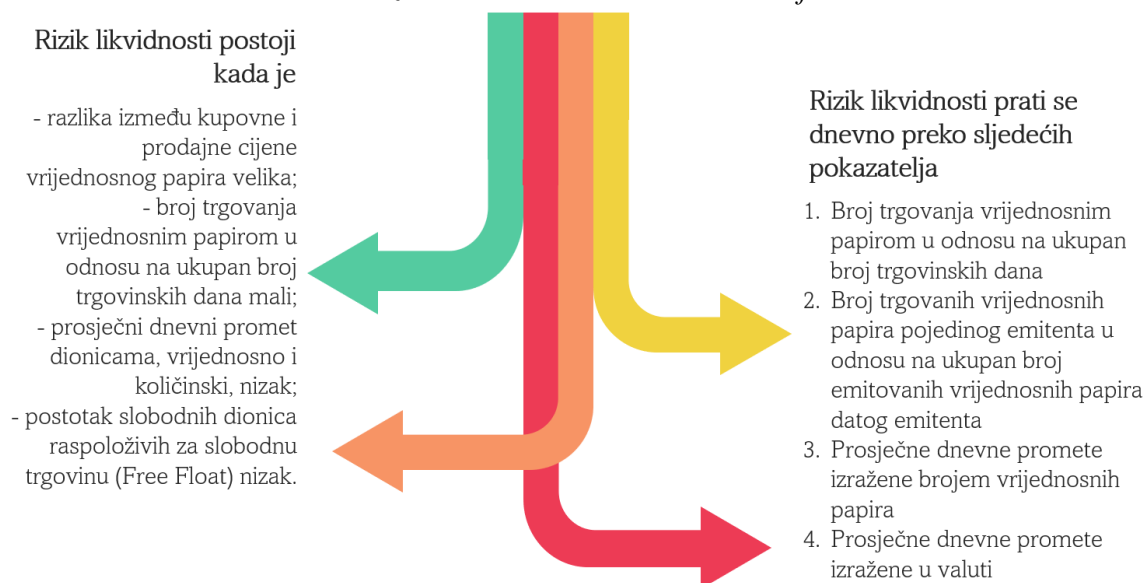 Rizik likvidnosti postoji
kada je
- razlika između kupovne i
prodajne cijene
vrijednosnog papira velika;
- broj trgovanja
vrijednosnim papirom u
odnosu na ukupan broj
trgovinskih dana mali;
- prosječni dnevni promet
dionicama, vrijednosno i
količinski, nizak;
- postotak slobodnih dionica
raspoloživih za slobodnu
trgovinu (Free Float) nizak.
Rizik likvidnosti prati se
dnevno preko sljedećih
pokazatelja
1. Broj trgovanja vrijednosnim
papirom u odnosu na ukupan
broj trgovinskih dana
2. Broj trgovanih vrijednosnih
papira pojedinog emitenta u
odnosu na ukupan broj
emitovanih vrijednosnih papira
datog emitenta
3. Prosječne dnevne promete
izražene brojem vrijednosnih
papira
4. Prosječne dnevne promete
izražene u valuti